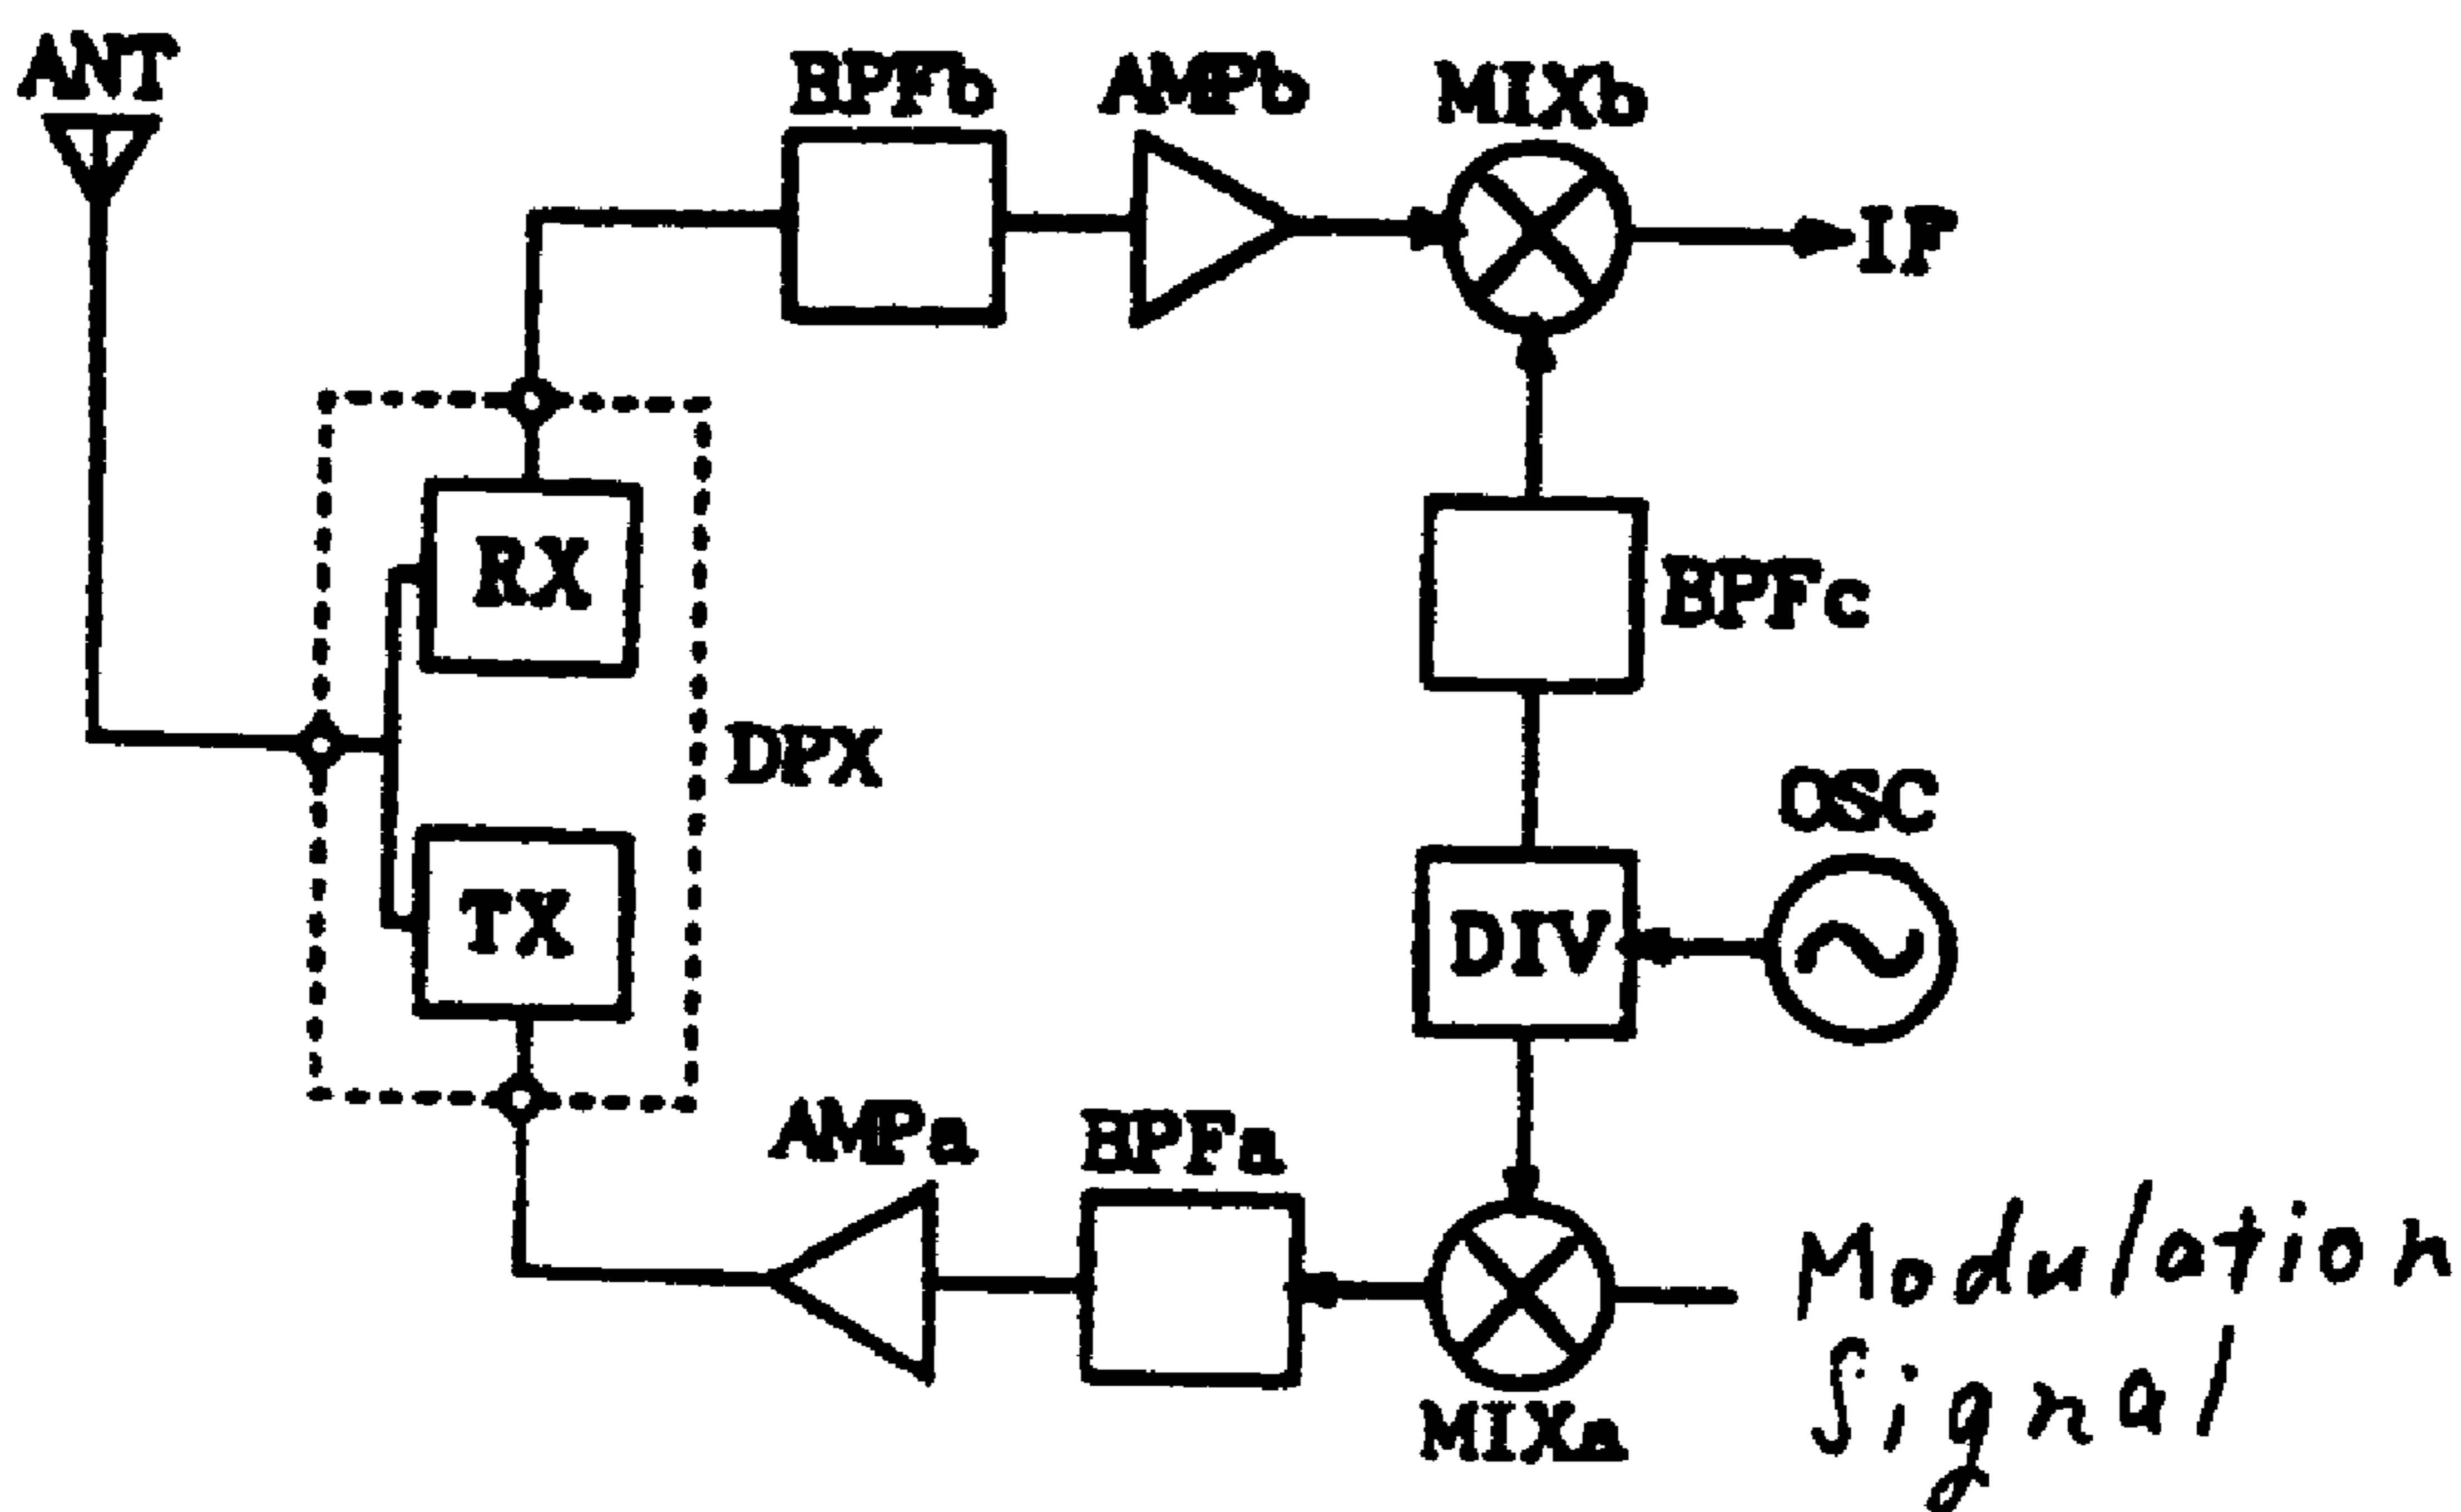 ANT
BPFb
AMPb
MIXb
IF
RX
BPFc
DPX
OSC
TX
DIV
AMPa
BPFa
MIXa
Modulation
Signal